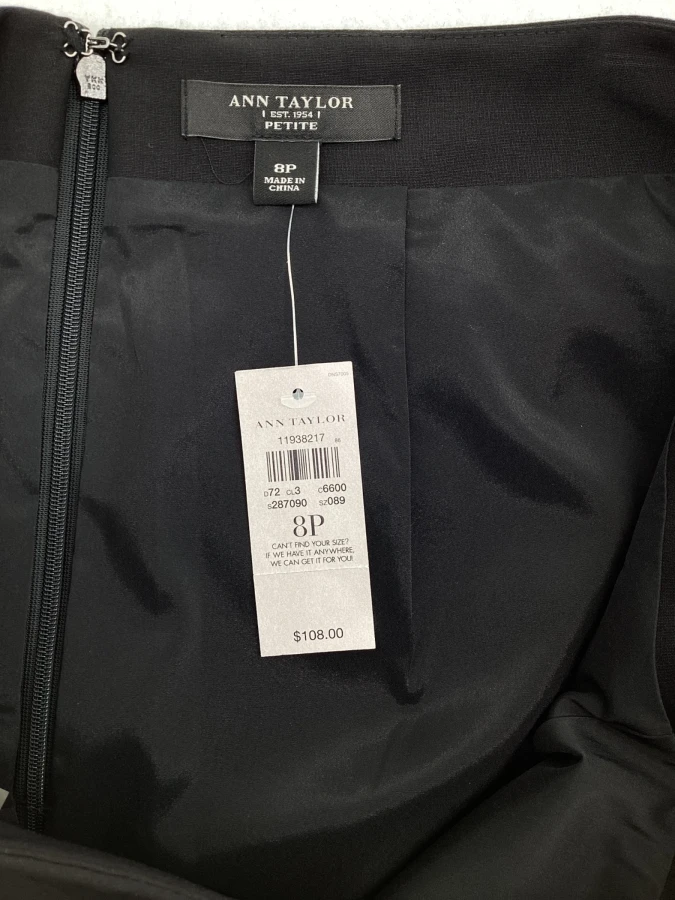 YKK
ANN TAYLOR
EST. 1954
PETITE
8P
MADE IN
CHINA
ANN TAYLOR
11938217
D72 CL3 C6600
S287090 SZ089
8P
CAN'T FIND YOUR SIZE?
IF WE HAVE IT ANYWHERE,
WE CAN GET IT FOR YOU!
$108.00